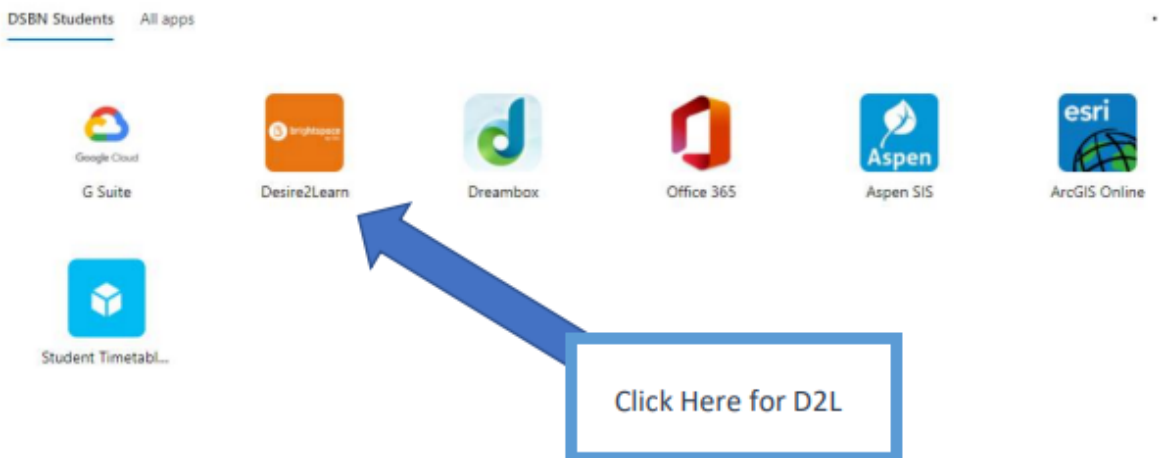 DSBN Students All apps
Google Cloud
brightspace
esri
Aspen
G Suite Desire2Learn Dreambox Office 365 Aspen SIS ArcGIS Online
Student Timetabl...
Click Here for D2L